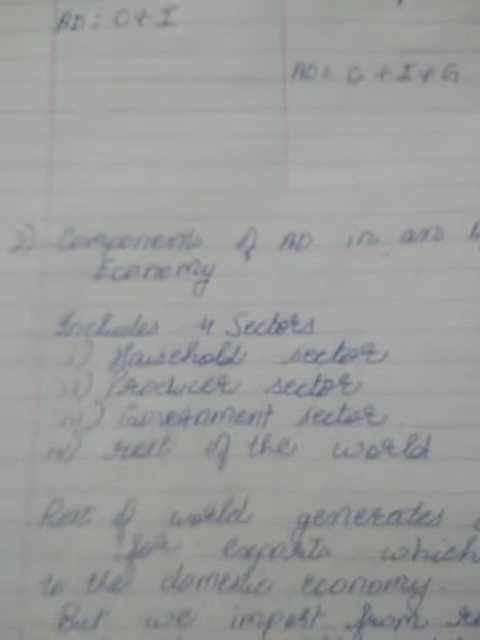 AD = C + I
AD = C + I + G
2) Components of AD in an
Economy
Includes 4 Sectors
i) Household sector
ii) Producer sector
iii) Government sector
iv) rest of the world
Rest of world generates
for exports which
to the domestic economy.
But we import from